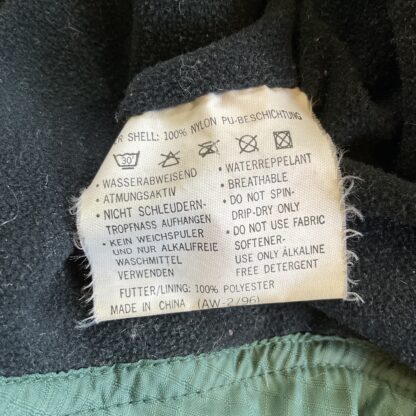 R SHELL: 100% NYLON PU-BESCHICHTUNG
30°
• WASSERABWEISEND
• ATMUNGSAKTIV
• NICHT SCHLEUDERN-
TROPFNASS AUFHANGEN
• KEIN WEICHSPULER
UND NUR ALKALIFREIE
WASCHMITTEL
VERWENDEN
• WATERREPELLANT
• BREATHABLE
• DO NOT SPIN-
DRIP-DRY ONLY
• DO NOT USE FABRIC
SOFTENER-
USE ONLY ÄLKALINE
FREE DETERGENT
FUTTER/LINING: 100% POLYESTER
MADE IN CHINA (AW-2/96)